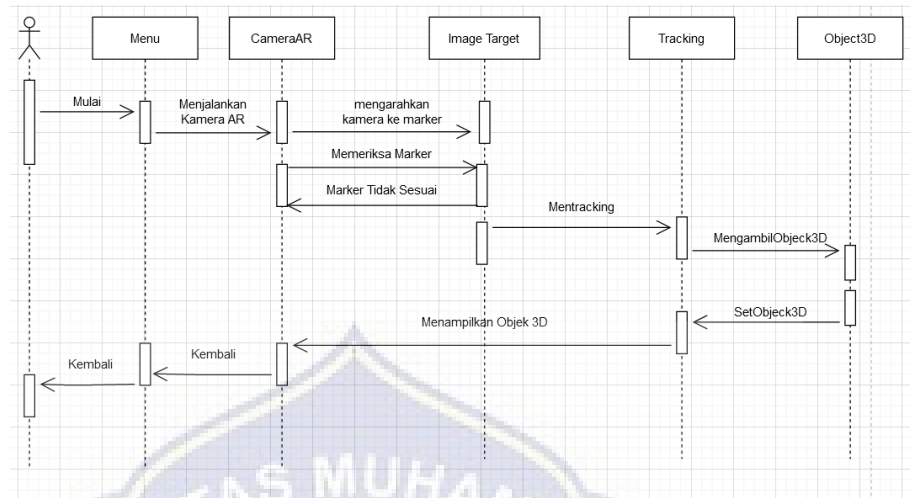 Menu
CameraAR
Image Target
Tracking
Object3D
Mulai
Menjalankan
Kamera AR
mengarahkan
kamera ke marker
Memeriksa Marker
Marker Tidak Sesuai
Mentracking
MengambilObjeck3D
SetObjeck3D
Menampilkan Objek 3D
Kembali
Kembali